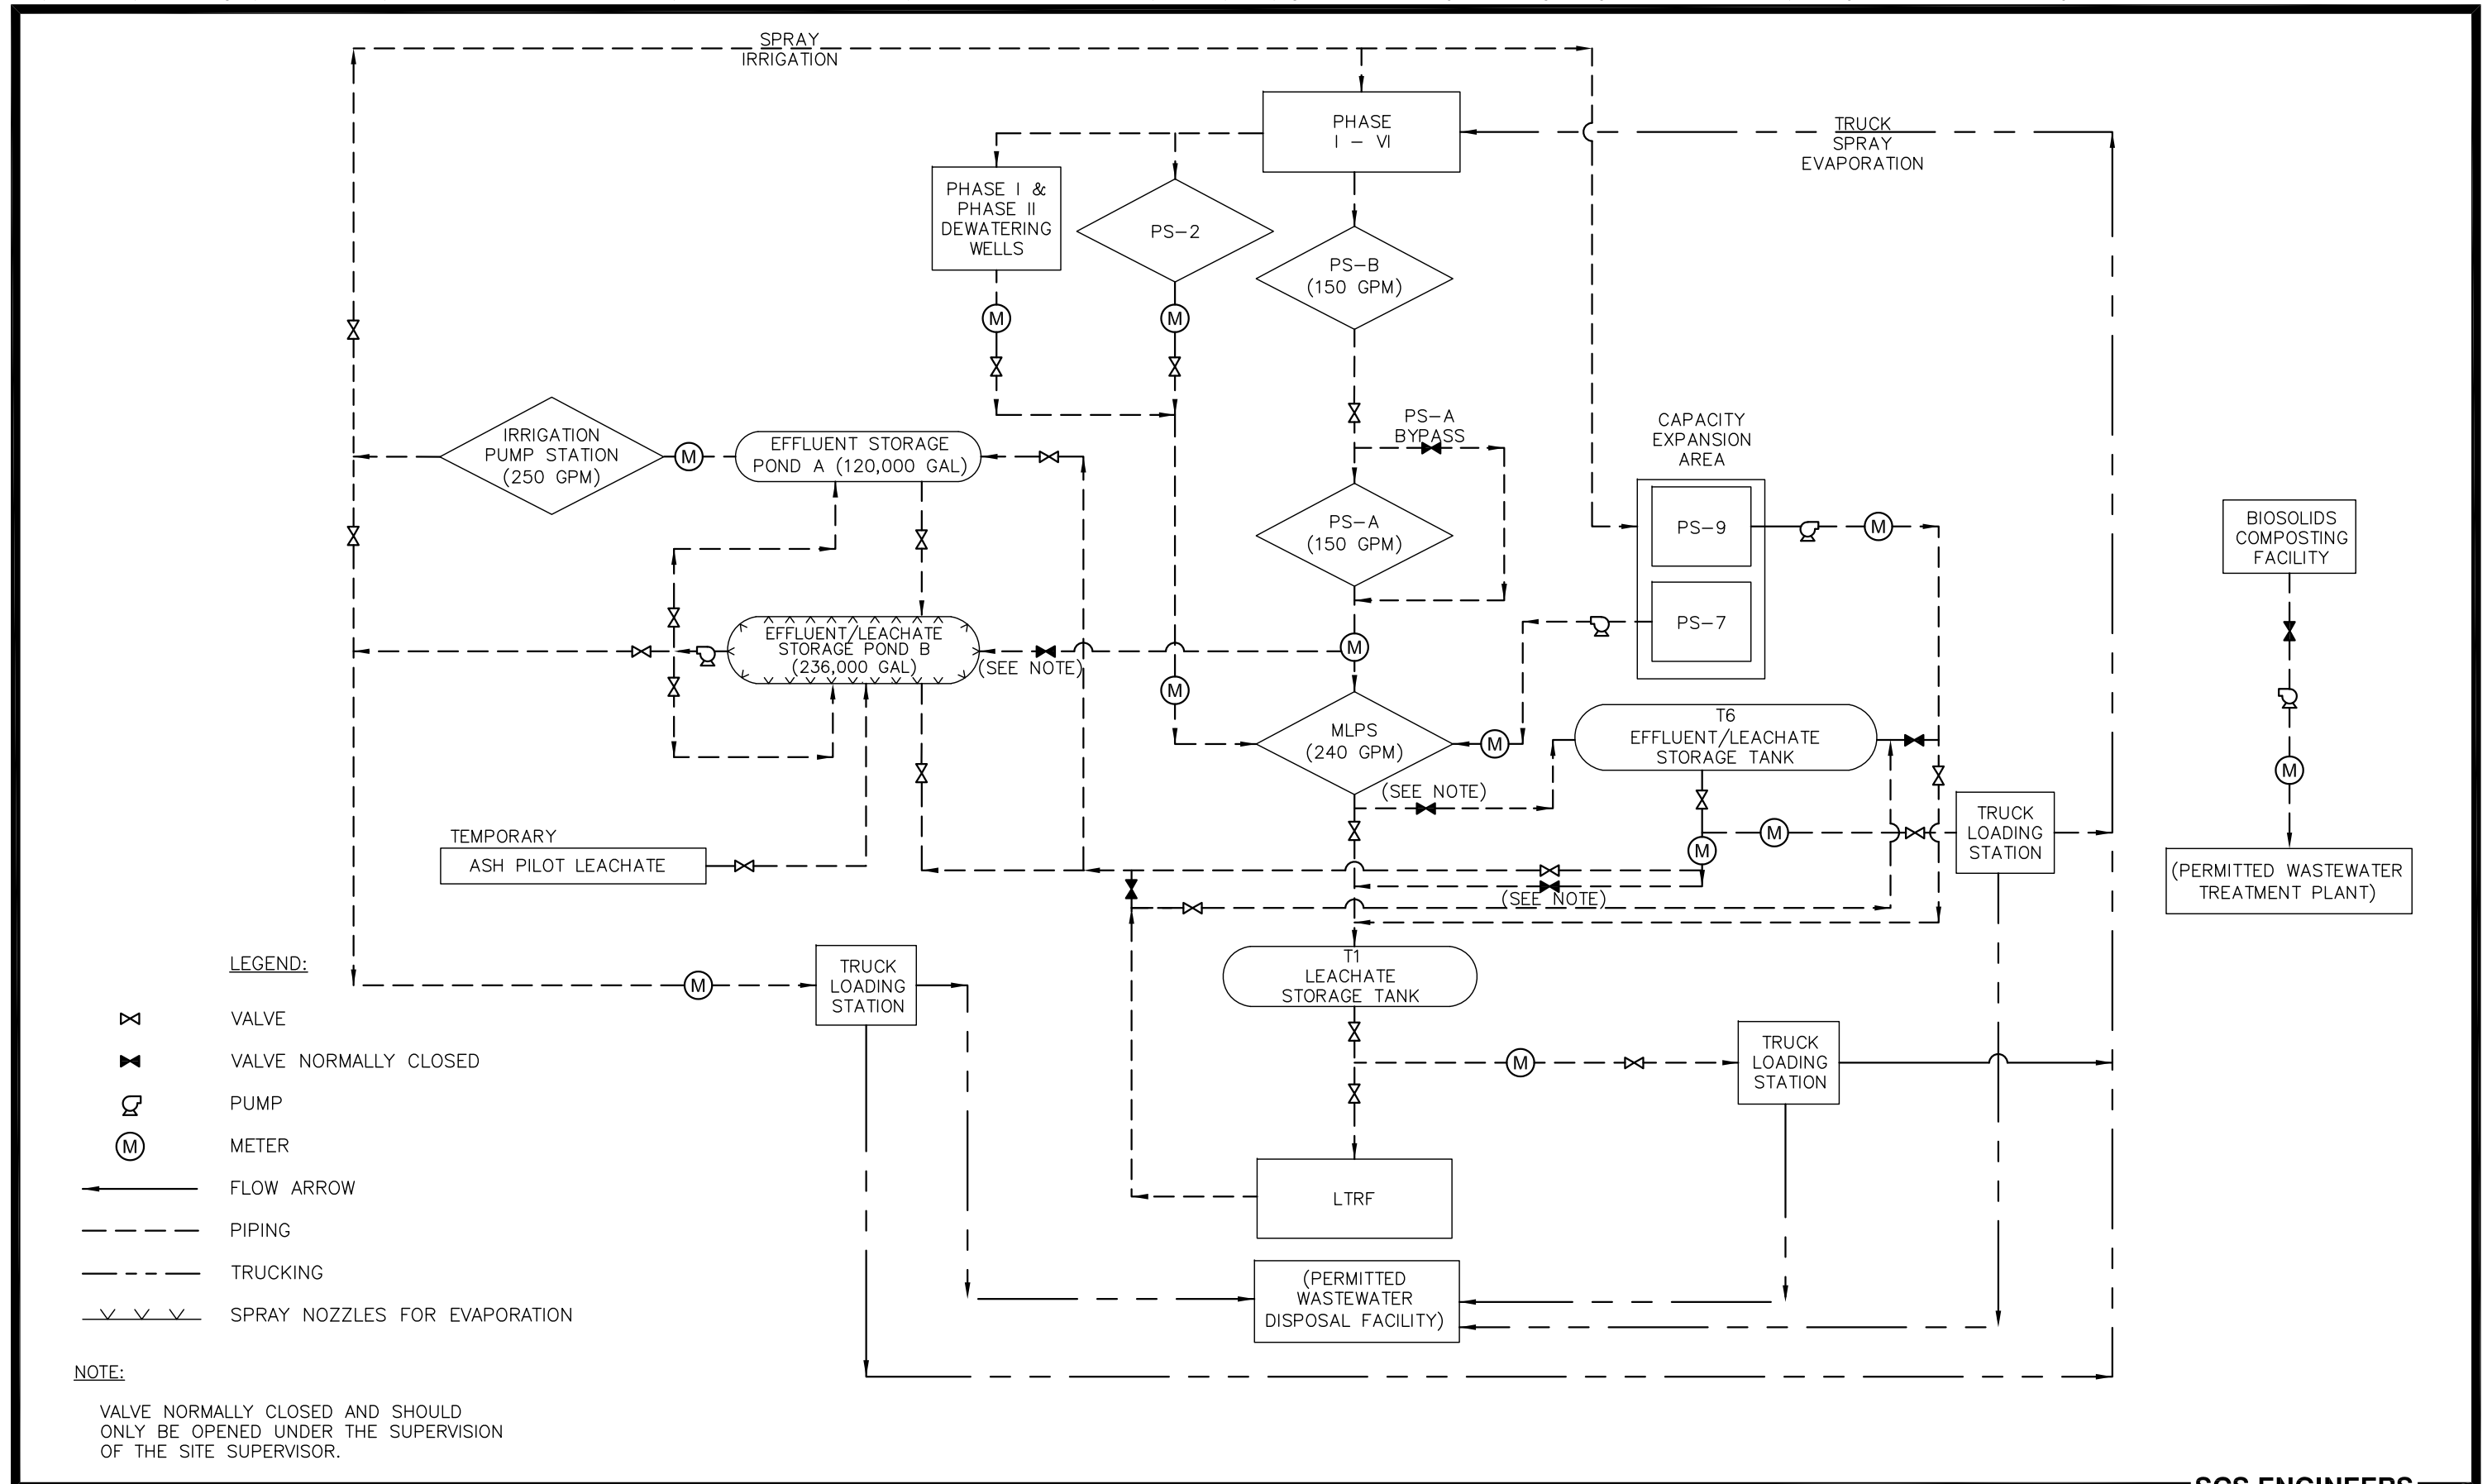 SPRAY
IRRIGATION
PHASE
I – VI
TRUCK
SPRAY
EVAPORATION
PHASE I &
PHASE II
DEWATERING
WELLS
PS–2
PS–B
(150 GPM)
M
M
IRRIGATION
PUMP STATION
(250 GPM)
M
EFFLUENT STORAGE
POND A (120,000 GAL)
PS–A
BYPASS
CAPACITY
EXPANSION
AREA
PS–A
(150 GPM)
PS–9
M
PS–7
BIOSOLIDS
COMPOSTING
FACILITY
EFFLUENT/LEACHATE
STORAGE POND B
(236,000 GAL)
(SEE NOTE)
M
M
MLPS
(240 GPM)
M
T6
EFFLUENT/LEACHATE
STORAGE TANK
M
(SEE NOTE)
TEMPORARY
ASH PILOT LEACHATE
M
M
TRUCK
LOADING
STATION
(PERMITTED WASTEWATER
TREATMENT PLANT)
(SEE NOTE)
T1
LEACHATE
STORAGE TANK
M
TRUCK
LOADING
STATION
M
TRUCK
LOADING
STATION
LTRF
(PERMITTED
WASTEWATER
DISPOSAL FACILITY)
LEGEND:
VALVE
VALVE NORMALLY CLOSED
PUMP
M
METER
FLOW ARROW
PIPING
TRUCKING
SPRAY NOZZLES FOR EVAPORATION
NOTE:
VALVE NORMALLY CLOSED AND SHOULD
ONLY BE OPENED UNDER THE SUPERVISION
OF THE SITE SUPERVISOR.
SCS ENGINEERS